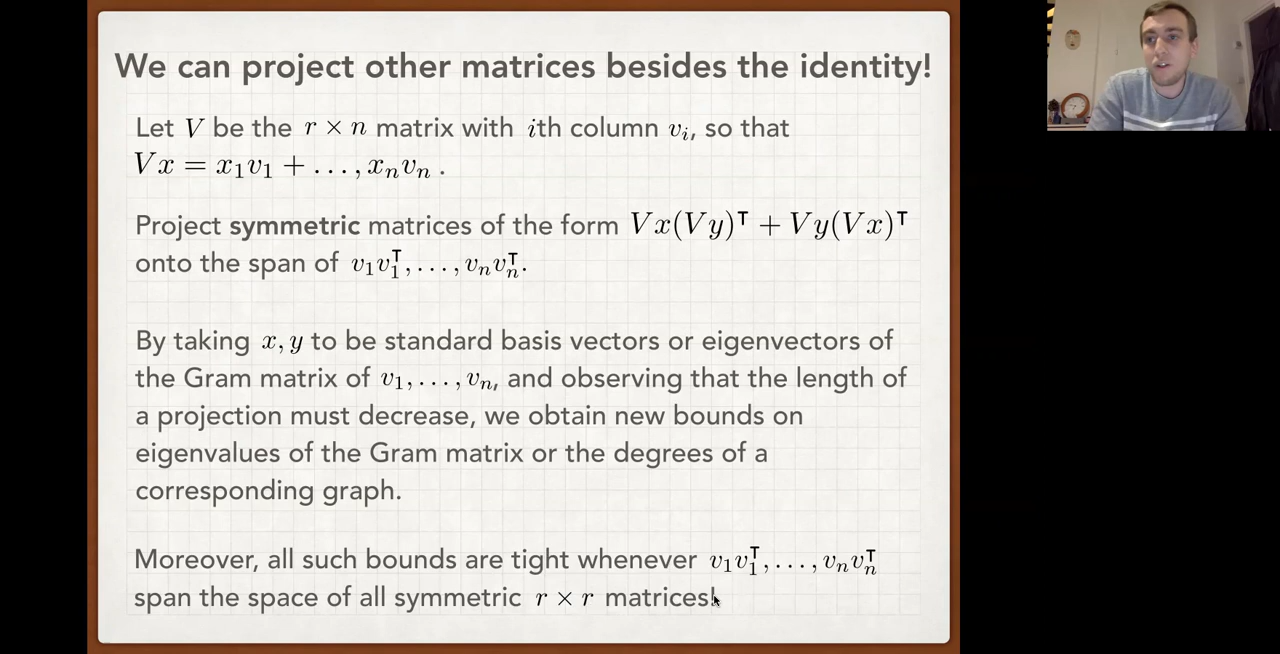 We can project other matrices besides the identity!
Let V be the r × n matrix with ith column v_i, so that
Vx = x_1v_1 + ..., x_nv_n .
Project symmetric matrices of the form Vx(Vy)^⊤ + Vy(Vx)^⊤
onto the span of v_1v_1^⊤, ..., v_nv_n^⊤.
By taking x, y to be standard basis vectors or eigenvectors of
the Gram matrix of v_1, ..., v_n, and observing that the length of
a projection must decrease, we obtain new bounds on
eigenvalues of the Gram matrix or the degrees of a
corresponding graph.
Moreover, all such bounds are tight whenever v_1v_1^⊤, ..., v_nv_n^⊤
span the space of all symmetric r × r matrices!